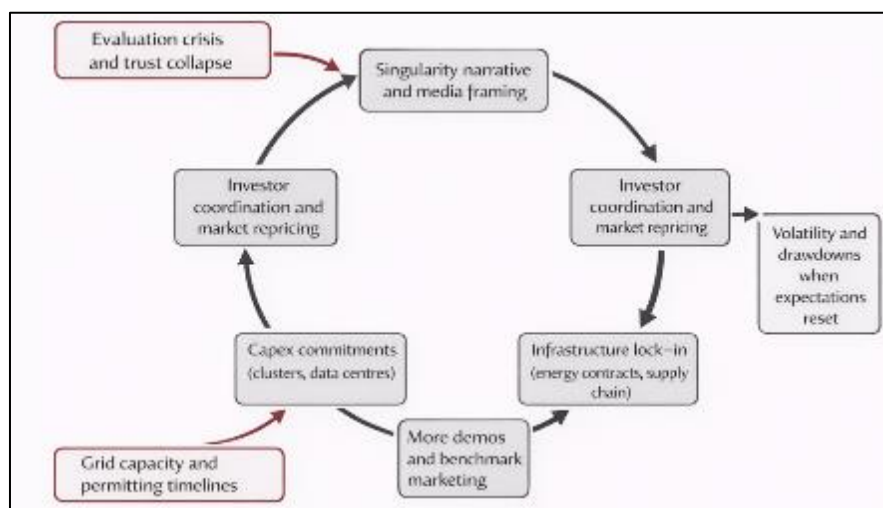 Evaluation crisis
and trust collapse
Singularity narrative
and media framing
Investor
coordination and
market repricing
Investor
coordination and
market repricing
Volatility and
drawdowns
when
expectations
reset
Capex commitments
(clusters, data centres)
Infrastructure lock-in
(energy contracts, supply
chain)
More demos
and benchmark
marketing
Grid capacity and
permitting timelines